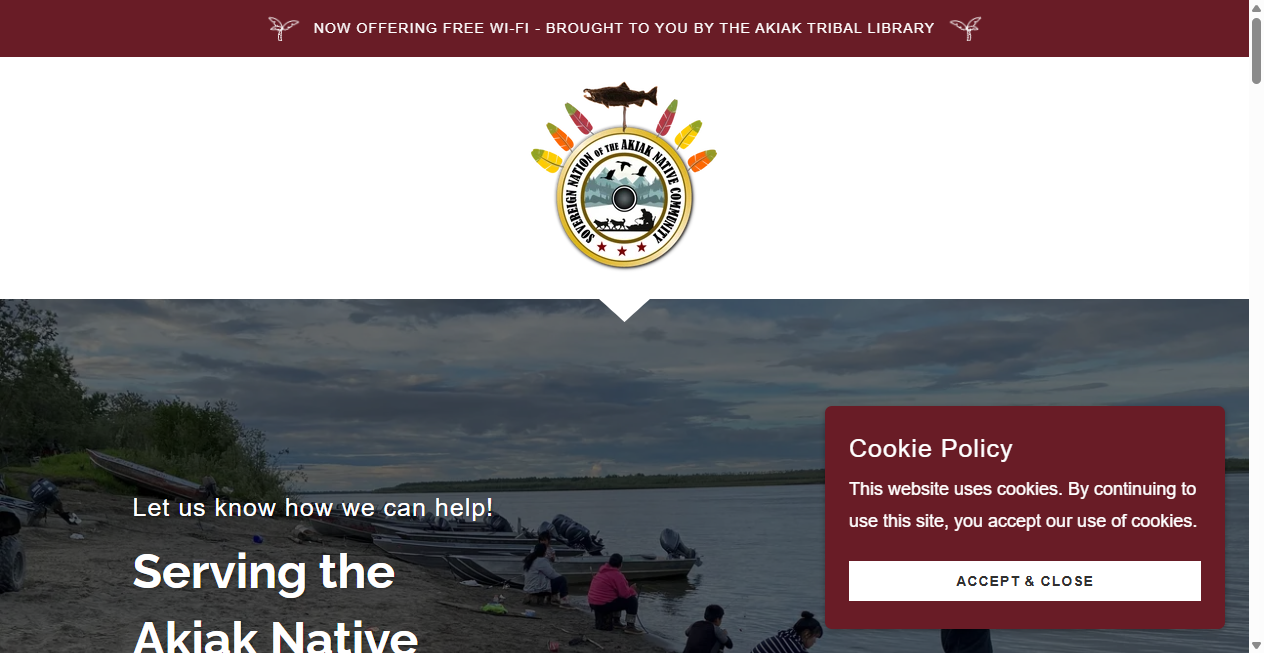 NOW OFFERING FREE WI-FI - BROUGHT TO YOU BY THE AKIAK TRIBAL LIBRARY
SOVEREIGN NATION OF THE AKIAK NATIVE COMMUNITY
Let us know how we can help!
Serving the
Akiak Native
Cookie Policy
This website uses cookies. By continuing to
use this site, you accept our use of cookies.
ACCEPT & CLOSE